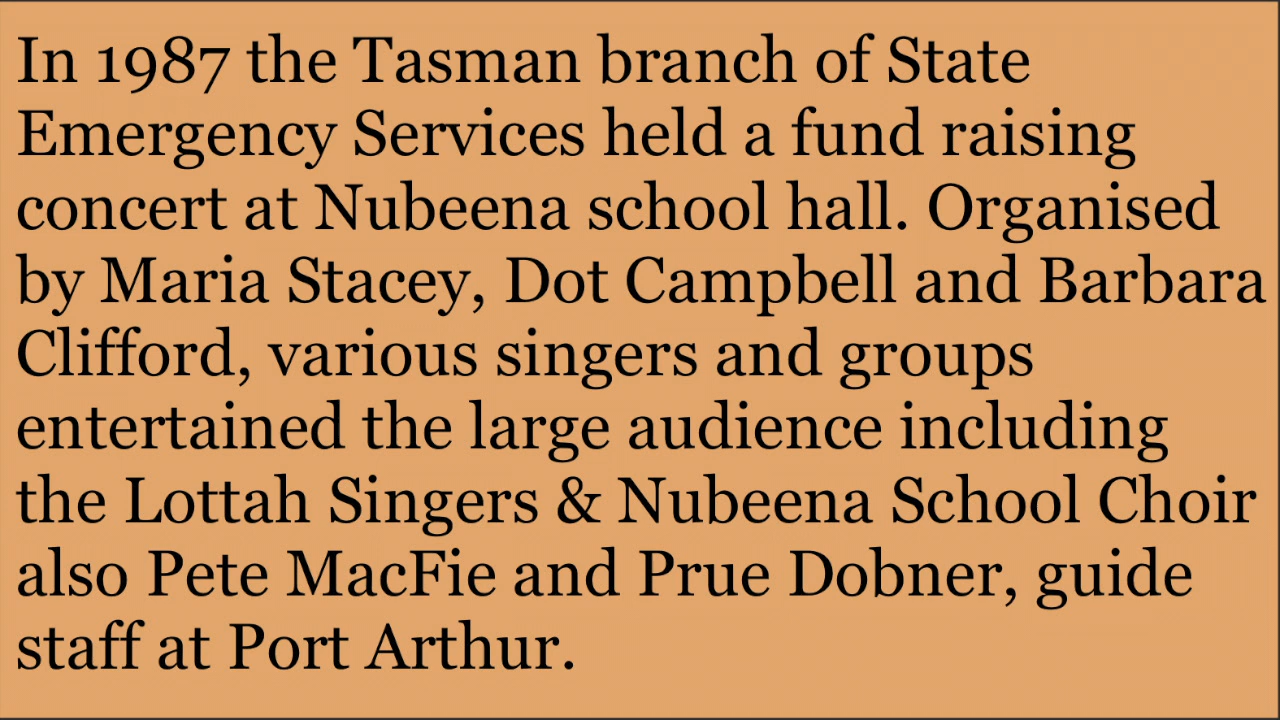 In 1987 the Tasman branch of State
Emergency Services held a fund raising
concert at Nubeena school hall. Organised
by Maria Stacey, Dot Campbell and Barbara
Clifford, various singers and groups
entertained the large audience including
the Lottah Singers & Nubeena School Choir
also Pete MacFie and Prue Dobner, guide
staff at Port Arthur.